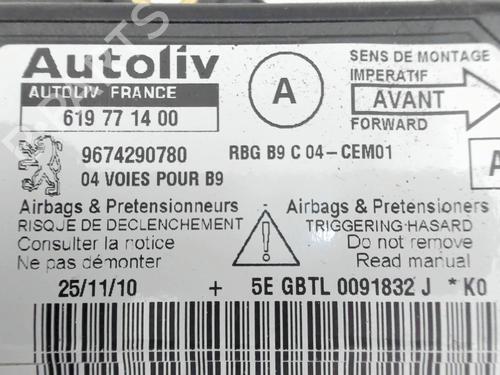 Autoliv
AUTOLIV FRANCE
619 77 14 00
A
SENS DE MONTAGE
IMPERATIF
AVANT
FORWARD
9674290780
RBG B9 C 04-CEM01
04 VOIES POUR B9
A
Airbags & Pretensionneurs
RISQUE DE DECLENCHEMENT
Consulter la notice
Ne pas démonter
Airbags & Pretensioners
TRIGGERING-HASARD
Do not remove
Read manual
25/11/10 + 5E GBTL 0091832 J * K0